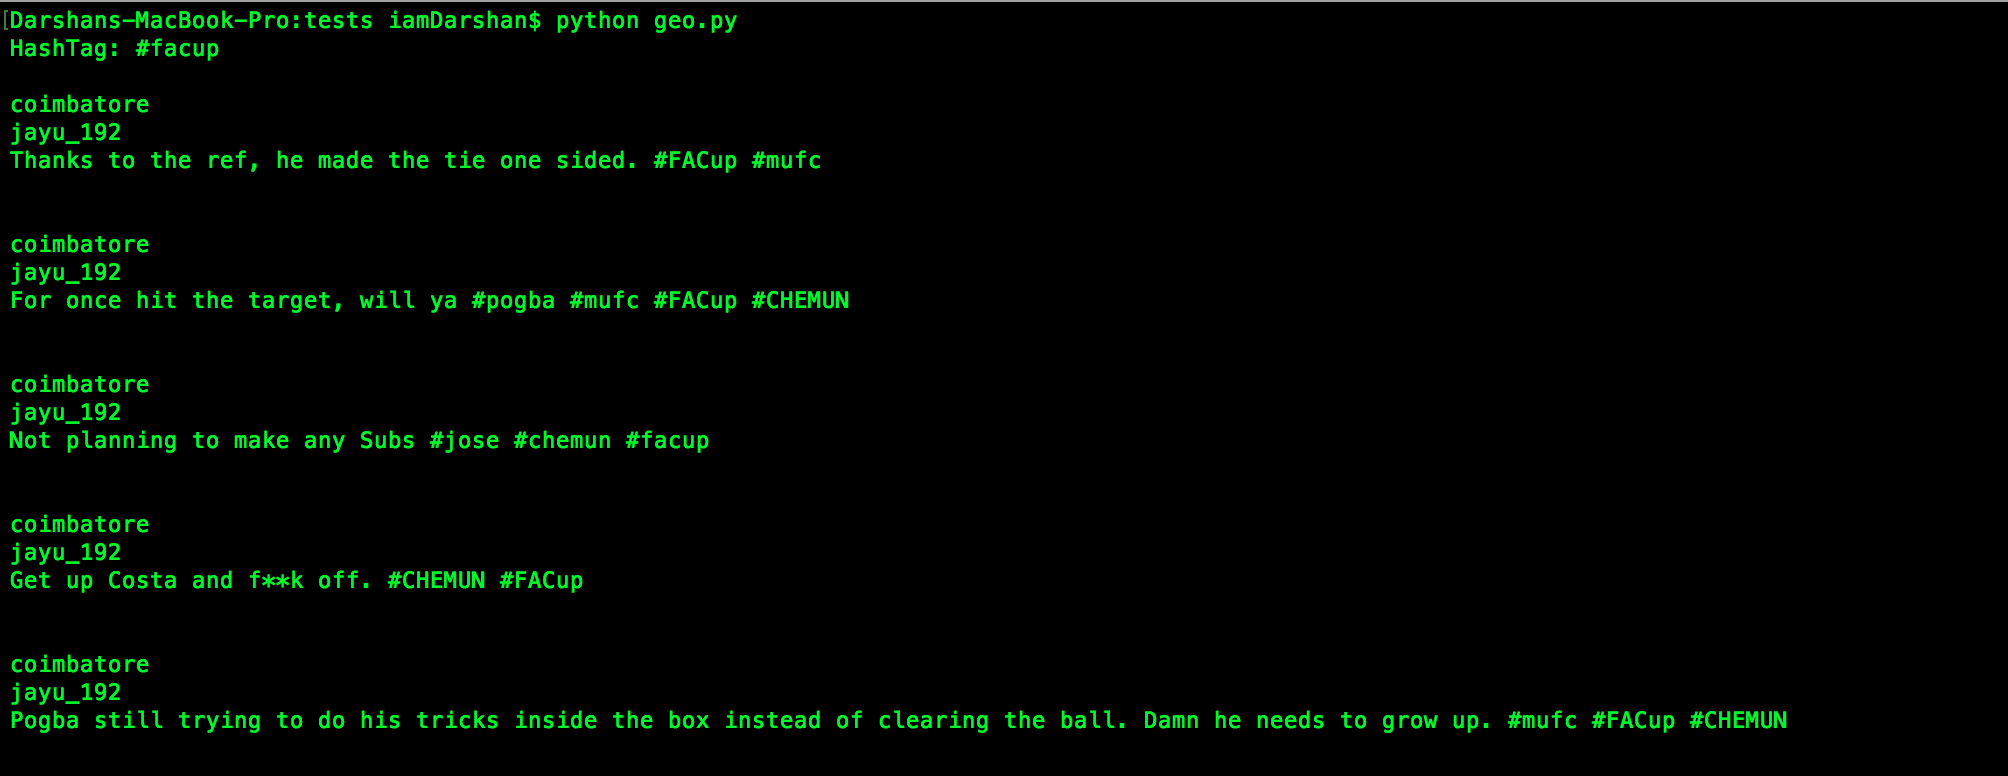 Darshans-MacBook-Pro:tests iamDarshan$ python geo.py
HashTag: #facup
coimbatore
jayu_192
Thanks to the ref, he made the tie one sided. #FACup #mufc
coimbatore
jayu_192
For once hit the target, will ya #pogba #mufc #FACup #CHEMUN
coimbatore
jayu_192
Not planning to make any Subs #jose #chemun #facup
coimbatore
jayu_192
Get up Costa and f**k off. #CHEMUN #FACup
coimbatore
jayu_192
Pogba still trying to do his tricks inside the box instead of clearing the ball. Damn he needs to grow up. #mufc #FACup #CHEMUN